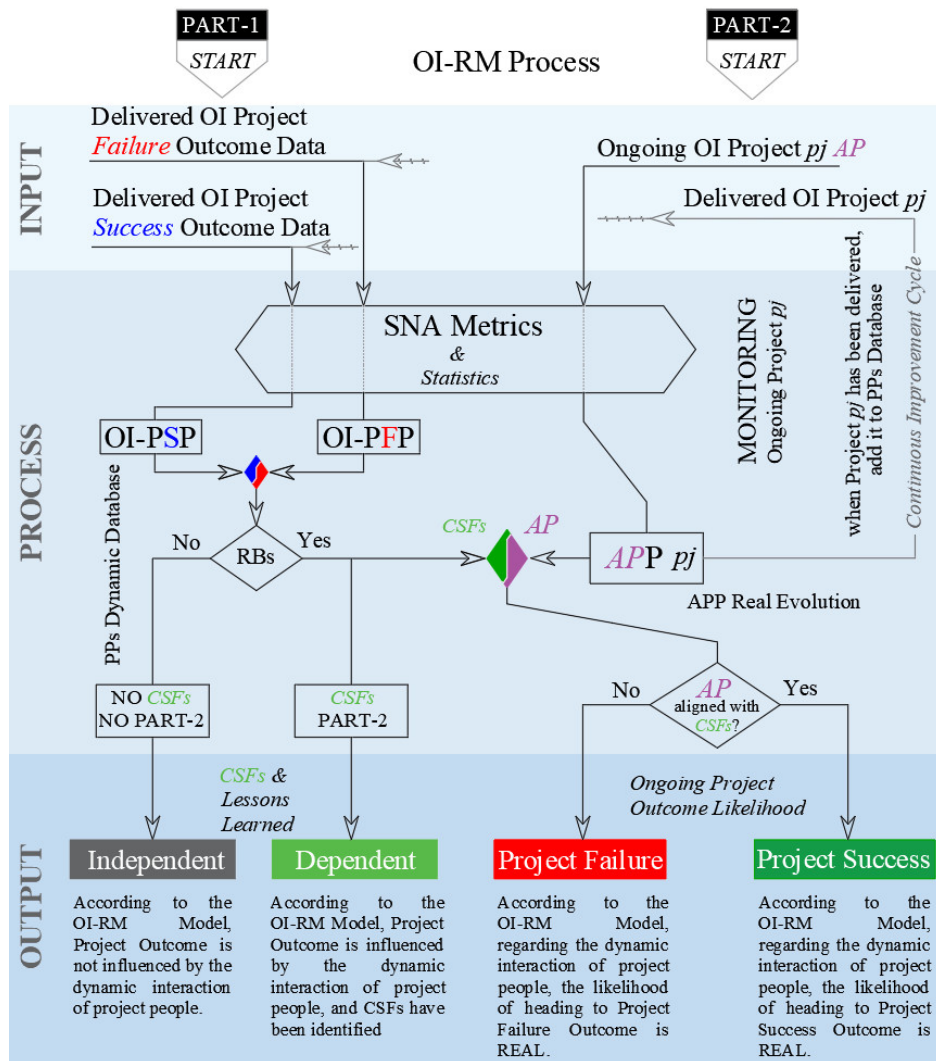 PART-1
START
PART-2
START
OI-RM Process
INPUT
Delivered OI Project
Failure Outcome Data
Delivered OI Project
Success Outcome Data
Ongoing OI Project pj AP
Delivered OI Project pj
PROCESS
SNA Metrics
&
Statistics
MONITORING
Ongoing Project pj
when Project pj has been delivered,
add it to PPs Database
Continuous Improvement Cycle
OI-PSP
OI-PFP
PPs Dynamic Database
No
RBs
Yes
CSFs
AP
APP pj
APP Real Evolution
NO CSFs
NO PART-2
CSFs
PART-2
No
AP
aligned with
CSFs?
Yes
OUTPUT
CSFs &
Lessons
Learned
Ongoing Project
Outcome Likelihood
Independent
According to the
OI-RM Model,
Project Outcome is
not influenced by the
dynamic interaction
of project people.
Dependent
According to the
OI-RM Model, Project
Outcome is influenced
by the dynamic
interaction of project
people, and CSFs have
been identified
Project Failure
According to the
OI-RM Model,
regarding the dynamic
interaction of project
people, the likelihood
of heading to Project
Failure Outcome is
REAL.
Project Success
According to the
OI-RM Model,
regarding the dynamic
interaction of project
people, the likelihood
of heading to Project
Success Outcome is
REAL.